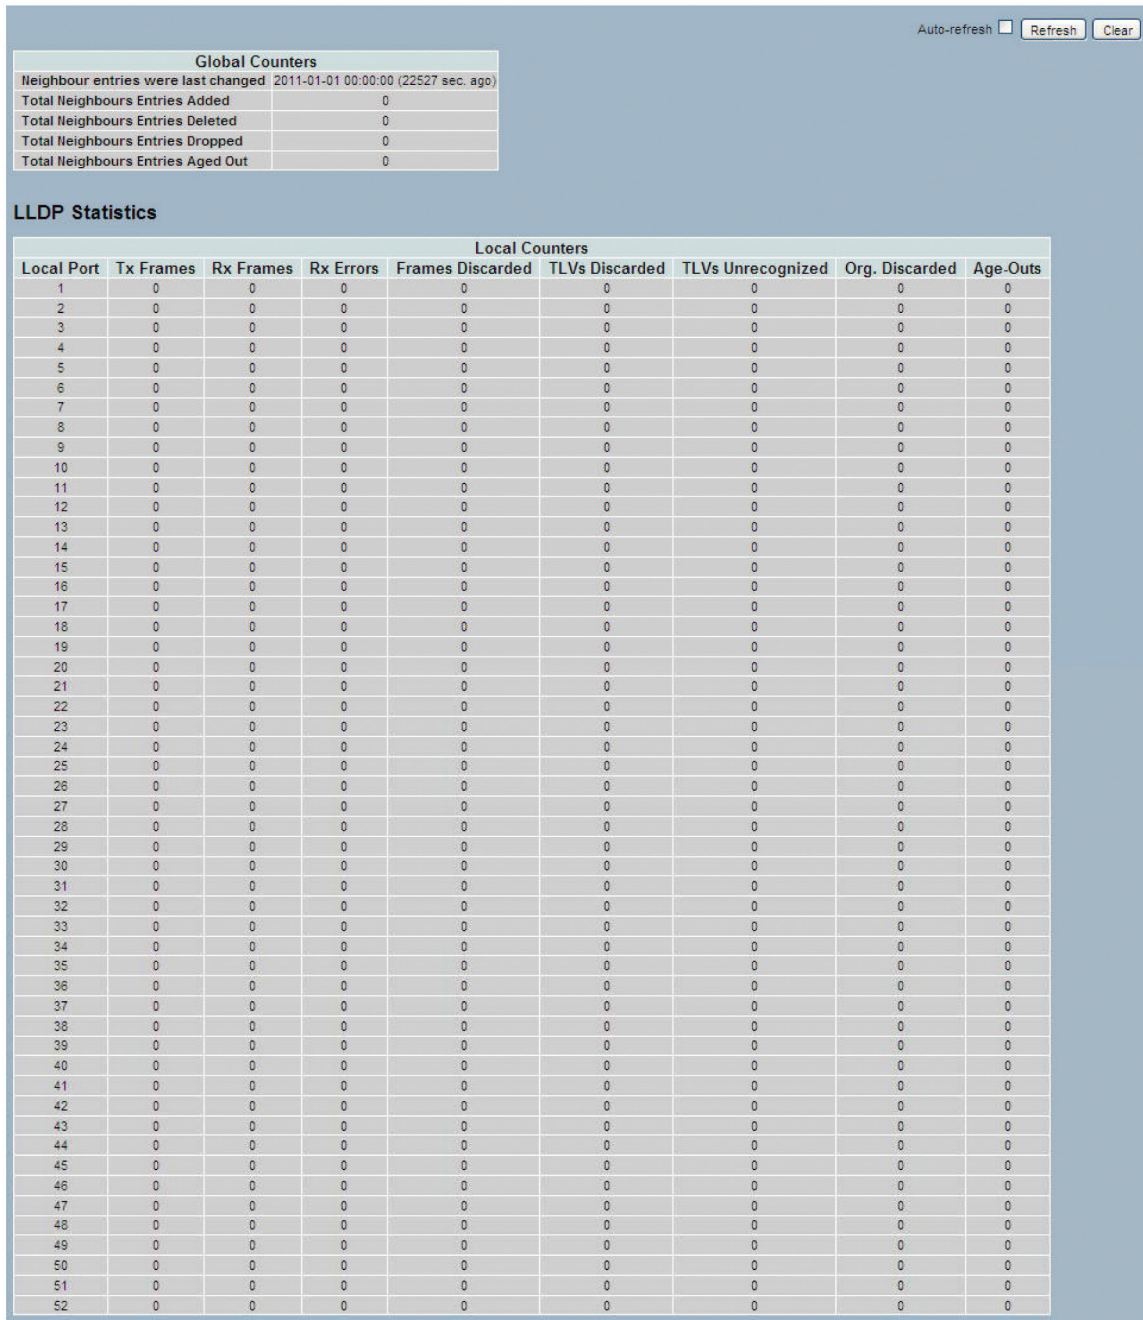 Auto-refresh Refresh Clear
Global Counters
Neighbour entries were last changed 2011-01-01 00:00:00 (22527 sec. ago)
Total Neighbours Entries Added 0
Total Neighbours Entries Deleted 0
Total Neighbours Entries Dropped 0
Total Neighbours Entries Aged Out 0
LLDP Statistics
Local Counters
Local Port Tx Frames Rx Frames Rx Errors Frames Discarded TLVs Discarded TLVs Unrecognized Org. Discarded Age-Outs
1 0 0 0 0 0 0 0 0
2 0 0 0 0 0 0 0 0
3 0 0 0 0 0 0 0 0
4 0 0 0 0 0 0 0 0
5 0 0 0 0 0 0 0 0
6 0 0 0 0 0 0 0 0
7 0 0 0 0 0 0 0 0
8 0 0 0 0 0 0 0 0
9 0 0 0 0 0 0 0 0
10 0 0 0 0 0 0 0 0
11 0 0 0 0 0 0 0 0
12 0 0 0 0 0 0 0 0
13 0 0 0 0 0 0 0 0
14 0 0 0 0 0 0 0 0
15 0 0 0 0 0 0 0 0
16 0 0 0 0 0 0 0 0
17 0 0 0 0 0 0 0 0
18 0 0 0 0 0 0 0 0
19 0 0 0 0 0 0 0 0
20 0 0 0 0 0 0 0 0
21 0 0 0 0 0 0 0 0
22 0 0 0 0 0 0 0 0
23 0 0 0 0 0 0 0 0
24 0 0 0 0 0 0 0 0
25 0 0 0 0 0 0 0 0
26 0 0 0 0 0 0 0 0
27 0 0 0 0 0 0 0 0
28 0 0 0 0 0 0 0 0
29 0 0 0 0 0 0 0 0
30 0 0 0 0 0 0 0 0
31 0 0 0 0 0 0 0 0
32 0 0 0 0 0 0 0 0
33 0 0 0 0 0 0 0 0
34 0 0 0 0 0 0 0 0
35 0 0 0 0 0 0 0 0
36 0 0 0 0 0 0 0 0
37 0 0 0 0 0 0 0 0
38 0 0 0 0 0 0 0 0
39 0 0 0 0 0 0 0 0
40 0 0 0 0 0 0 0 0
41 0 0 0 0 0 0 0 0
42 0 0 0 0 0 0 0 0
43 0 0 0 0 0 0 0 0
44 0 0 0 0 0 0 0 0
45 0 0 0 0 0 0 0 0
46 0 0 0 0 0 0 0 0
47 0 0 0 0 0 0 0 0
48 0 0 0 0 0 0 0 0
49 0 0 0 0 0 0 0 0
50 0 0 0 0 0 0 0 0
51 0 0 0 0 0 0 0 0
52 0 0 0 0 0 0 0 0